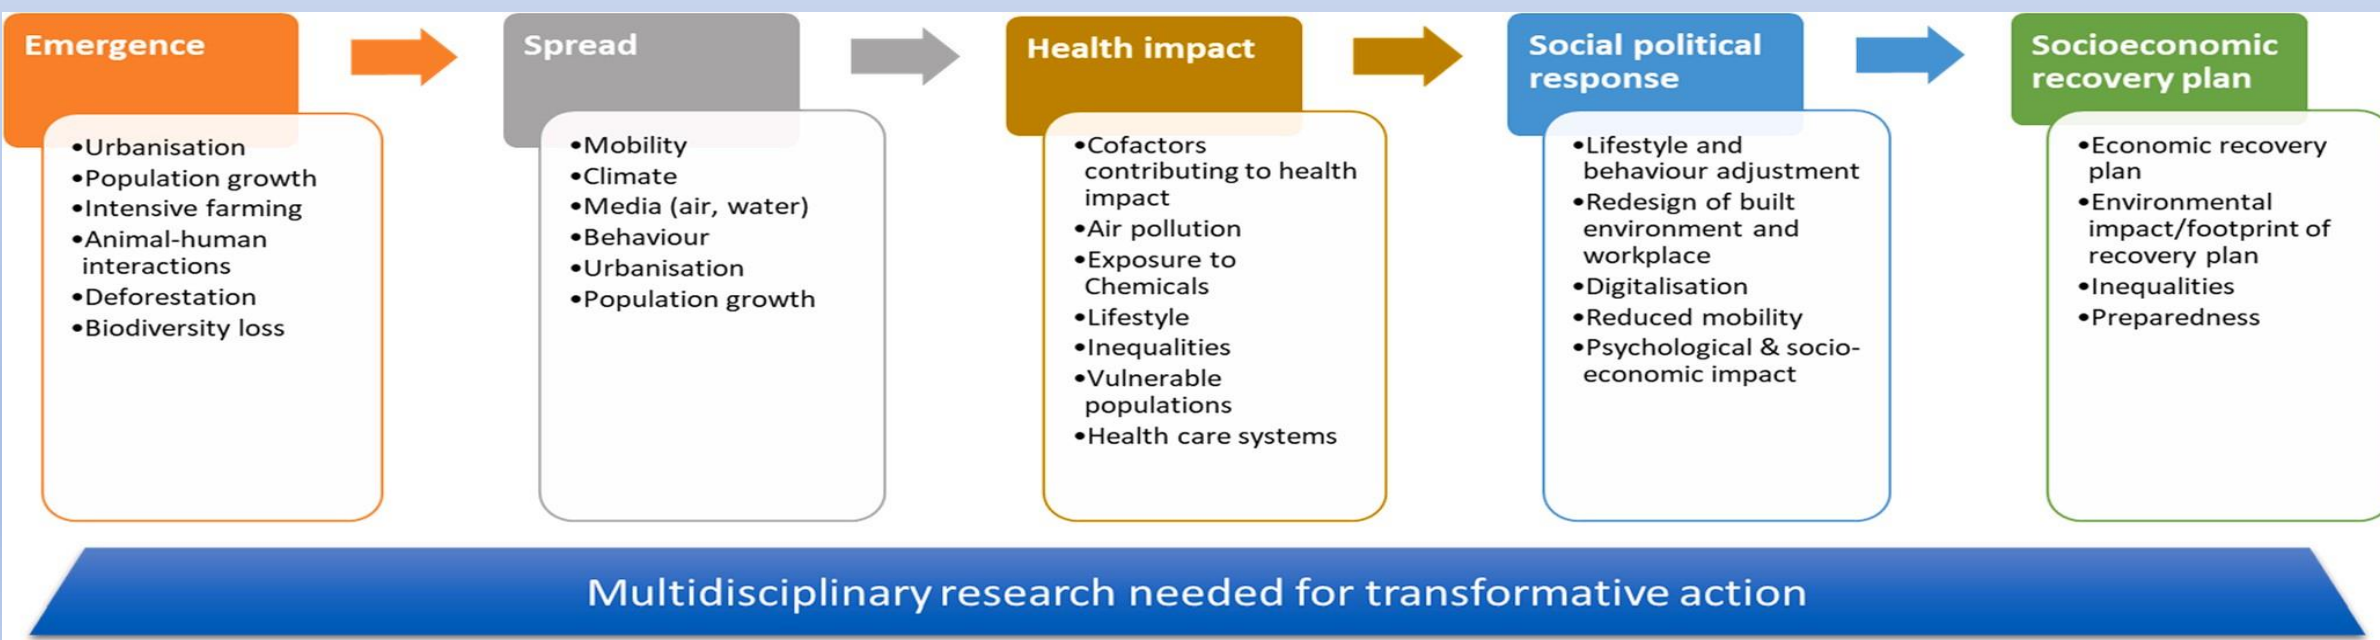 Emergence
•Urbanisation
•Population growth
•Intensive farming
•Animal-human
interactions
•Deforestation
•Biodiversity loss
Spread
•Mobility
•Climate
•Media (air, water)
•Behaviour
•Urbanisation
•Population growth
Health impact
•Cofactors
contributing to health
impact
•Air pollution
•Exposure to
Chemicals
•Lifestyle
•Inequalities
•Vulnerable
populations
•Health care systems
Social political
response
•Lifestyle and
behaviour adjustment
•Redesign of built
environment and
workplace
•Digitalisation
•Reduced mobility
•Psychological & socio-
economic impact
Socioeconomic
recovery plan
•Economic recovery
plan
•Environmental
impact/footprint of
recovery plan
•Inequalities
•Preparedness
Multidisciplinary research needed for transformative action